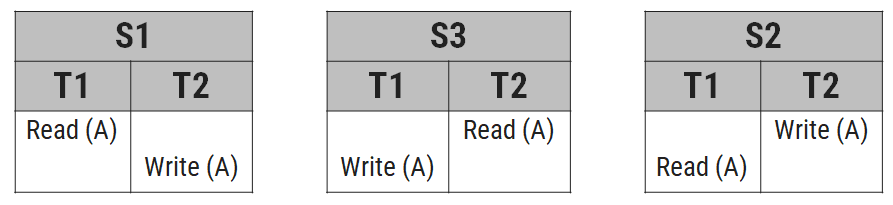 S1 S3 S2
T1 T2 T1 T2 T1 T2
Read (A) Read (A) Write (A)
Write (A) Write (A) Read (A)